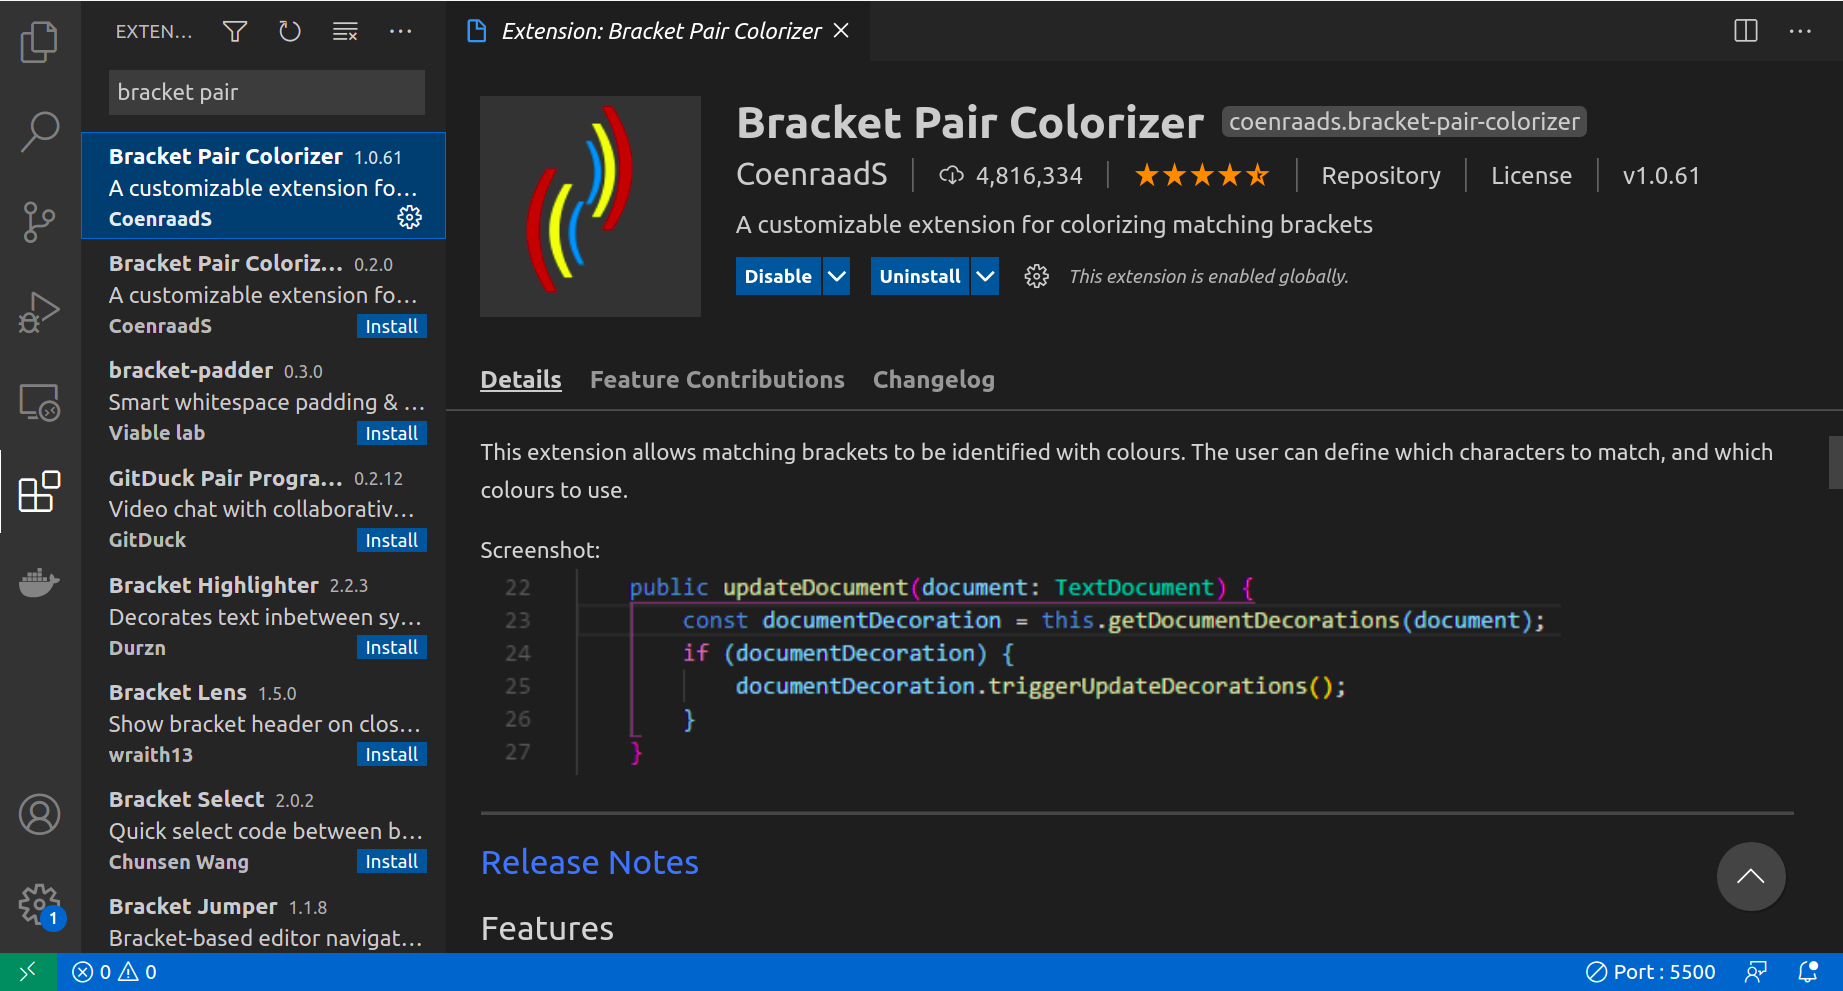 EXTEN...
bracket pair
Bracket Pair Colorizer 1.0.61
A customizable extension fo...
CoenraadS
Bracket Pair Coloriz... 0.2.0
A customizable extension fo...
CoenraadS Install
bracket-padder 0.3.0
Smart whitespace padding & ...
Viable lab Install
GitDuck Pair Progra... 0.2.12
Video chat with collaborativ...
GitDuck Install
Bracket Highlighter 2.2.3
Decorates text inbetween sy...
Durzn Install
Bracket Lens 1.5.0
Show bracket header on clos...
wraith13 Install
Bracket Select 2.0.2
Quick select code between b...
Chunsen Wang Install
Bracket Jumper 1.1.8
Bracket-based editor navigat...
Extension: Bracket Pair Colorizer
Bracket Pair Colorizer coenraads.bracket-pair-colorizer
CoenraadS 4,816,334 Repository License v1.0.61
A customizable extension for colorizing matching brackets
Disable Uninstall This extension is enabled globally.
Details Feature Contributions Changelog
This extension allows matching brackets to be identified with colours. The user can define which characters to match, and which
colours to use.
Screenshot:
22 public updateDocument(document: TextDocument) {
23 const documentDecoration = this.getDocumentDecorations(document);
24 if (documentDecoration) {
25 documentDecoration.triggerUpdateDecorations();
26 }
27 }
Release Notes
Features
1
0 0 Port : 5500